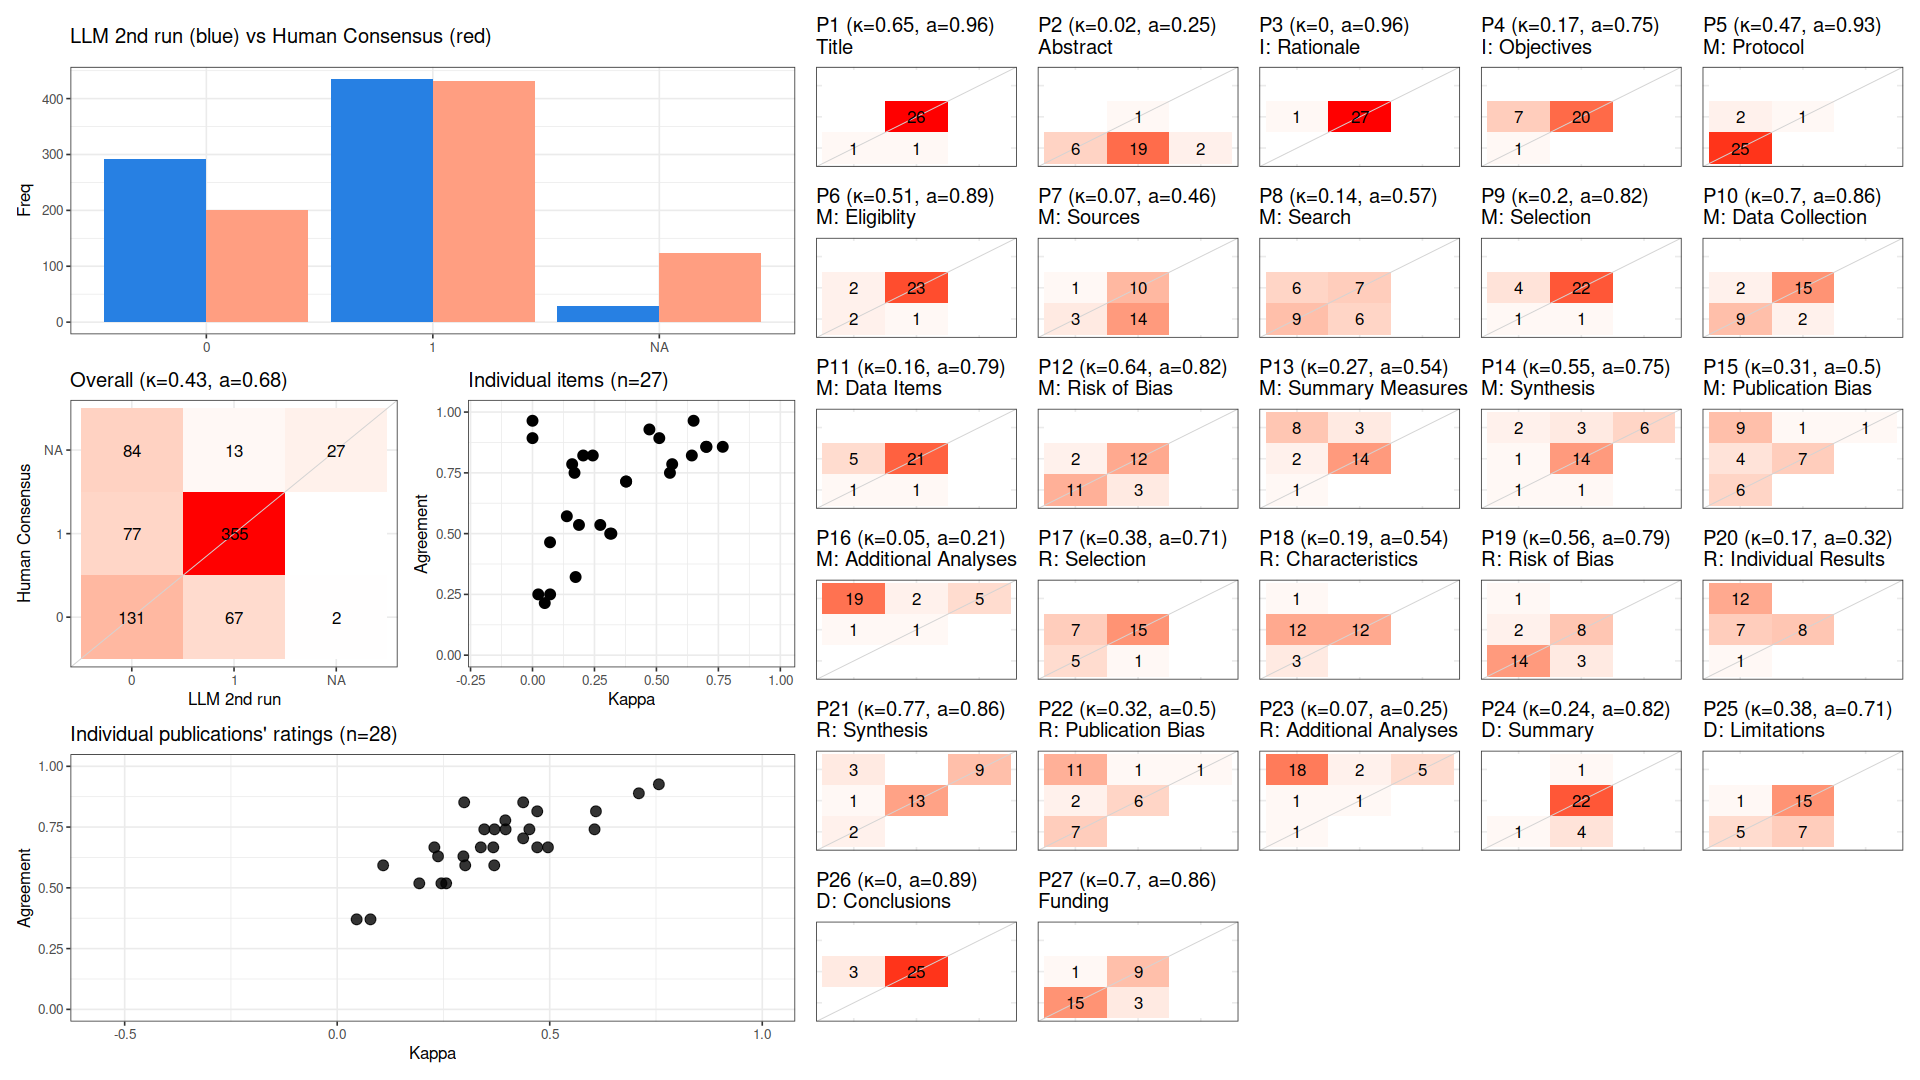 LLM 2nd run (blue) vs Human Consensus (red)
Freq
400
300
200
100
0
0 1 NA
Overall (κ=0.43, a=0.68)
Human Consensus
NA 84 13 27
1 77 355
0 131 67 2
0 1 NA
LLM 2nd run
Individual items (n=27)
Agreement
1.00
0.75
0.50
0.25
0.00
-0.25 0.00 0.25 0.50 0.75 1.00
Kappa
Individual publications' ratings (n=28)
Agreement
1.00
0.75
0.50
0.25
0.00
-0.5 0.0 0.5 1.0
Kappa
P1 (κ=0.65, a=0.96)
Title
26
1 1
P2 (κ=0.02, a=0.25)
Abstract
1
6 19 2
P3 (κ=0, a=0.96)
I: Rationale
1 27
P4 (κ=0.17, a=0.75)
I: Objectives
7 20
1
P5 (κ=0.47, a=0.93)
M: Protocol
2 1
25
P6 (κ=0.51, a=0.89)
M: Eligiblity
2 23
2 1
P7 (κ=0.07, a=0.46)
M: Sources
1 10
3 14
P8 (κ=0.14, a=0.57)
M: Search
6 7
9 6
P9 (κ=0.2, a=0.82)
M: Selection
4 22
1 1
P10 (κ=0.7, a=0.86)
M: Data Collection
2 15
9 2
P11 (κ=0.16, a=0.79)
M: Data Items
5 21
1 1
P12 (κ=0.64, a=0.82)
M: Risk of Bias
2 12
11 3
P13 (κ=0.27, a=0.54)
M: Summary Measures
8 3
2 14
1
P14 (κ=0.55, a=0.75)
M: Synthesis
2 3 6
1 14
1 1
P15 (κ=0.31, a=0.5)
M: Publication Bias
9 1 1
4 7
6
P16 (κ=0.05, a=0.21)
M: Additional Analyses
19 2 5
1 1
P17 (κ=0.38, a=0.71)
R: Selection
7 15
5 1
P18 (κ=0.19, a=0.54)
R: Characteristics
1
12 12
3
P19 (κ=0.56, a=0.79)
R: Risk of Bias
1
2 8
14 3
P20 (κ=0.17, a=0.32)
R: Individual Results
12
7 8
1
P21 (κ=0.77, a=0.86)
R: Synthesis
3 9
1 13
2
P22 (κ=0.32, a=0.5)
R: Publication Bias
11 1 1
2 6
7
P23 (κ=0.07, a=0.25)
R: Additional Analyses
18 2 5
1 1
1
P24 (κ=0.24, a=0.82)
D: Summary
1
22
1 4
P25 (κ=0.38, a=0.71)
D: Limitations
1 15
5 7
P26 (κ=0, a=0.89)
D: Conclusions
3 25
P27 (κ=0.7, a=0.86)
Funding
1 9
15 3